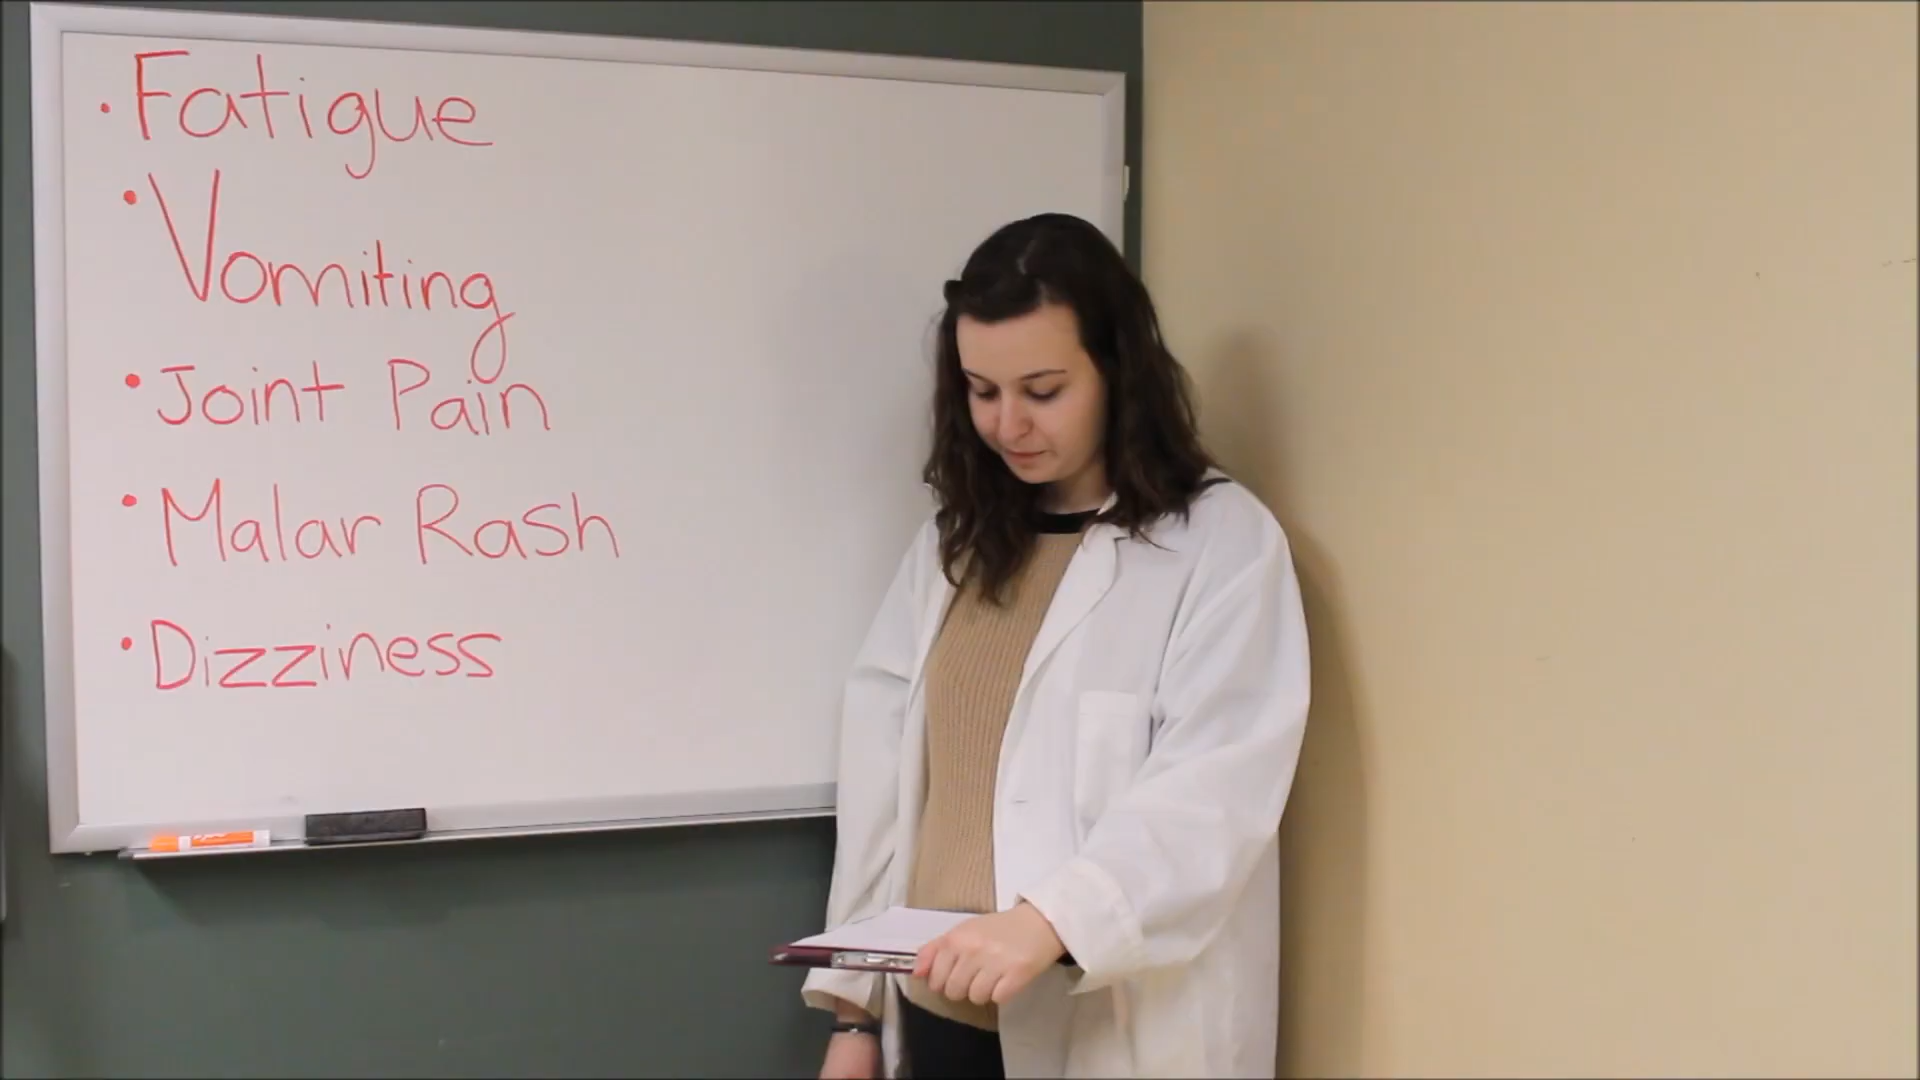 • Fatigue
• Vomiting
• Joint Pain
• Malar Rash
• Dizziness